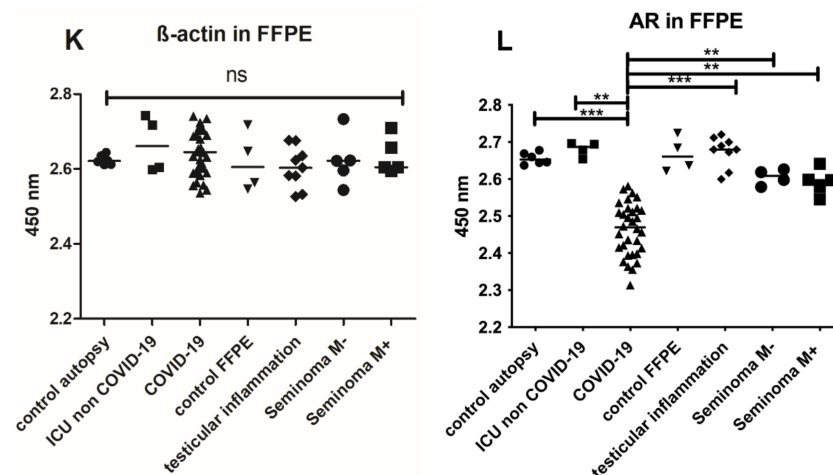 K
ß-actin in FFPE
ns
2.8
2.6
2.4
2.2
450 nm
control autopsy
ICU non COVID-19
COVID-19
control FFPE
testicular inflammation
Seminoma M-
Seminoma M+
L
AR in FFPE
**
**
***
**
***
2.8
2.7
2.6
2.5
2.4
2.3
2.2
450 nm
control autopsy
ICU non COVID-19
COVID-19
control FFPE
testicular inflammation
Seminoma M-
Seminoma M+